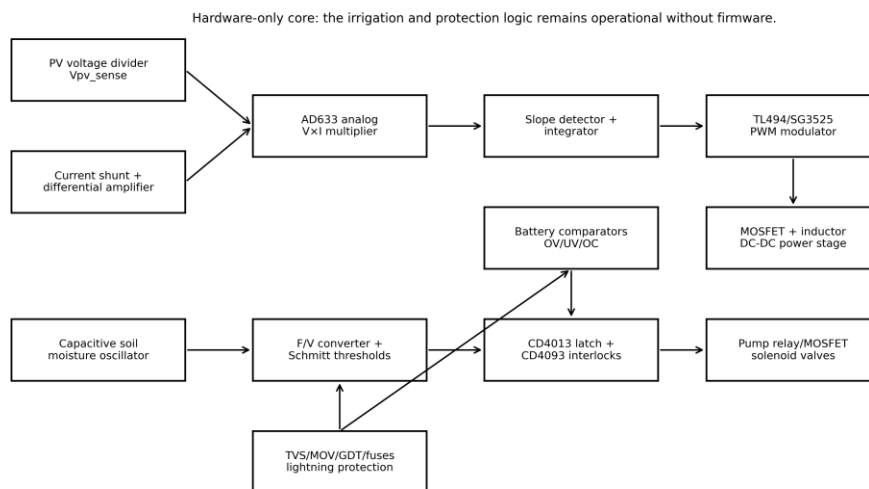 Hardware-only core: the irrigation and protection logic remains operational without firmware.
PV voltage divider
Vpv_sense
Current shunt +
differential amplifier
AD633 analog
V×I multiplier
Slope detector +
integrator
TL494/SG3525
PWM modulator
Battery comparators
OV/UV/OC
MOSFET + inductor
DC-DC power stage
Capacitive soil
moisture oscillator
F/V converter +
Schmitt thresholds
CD4013 latch +
CD4093 interlocks
Pump relay/MOSFET
solenoid valves
TVS/MOV/GDT/fuses
lightning protection